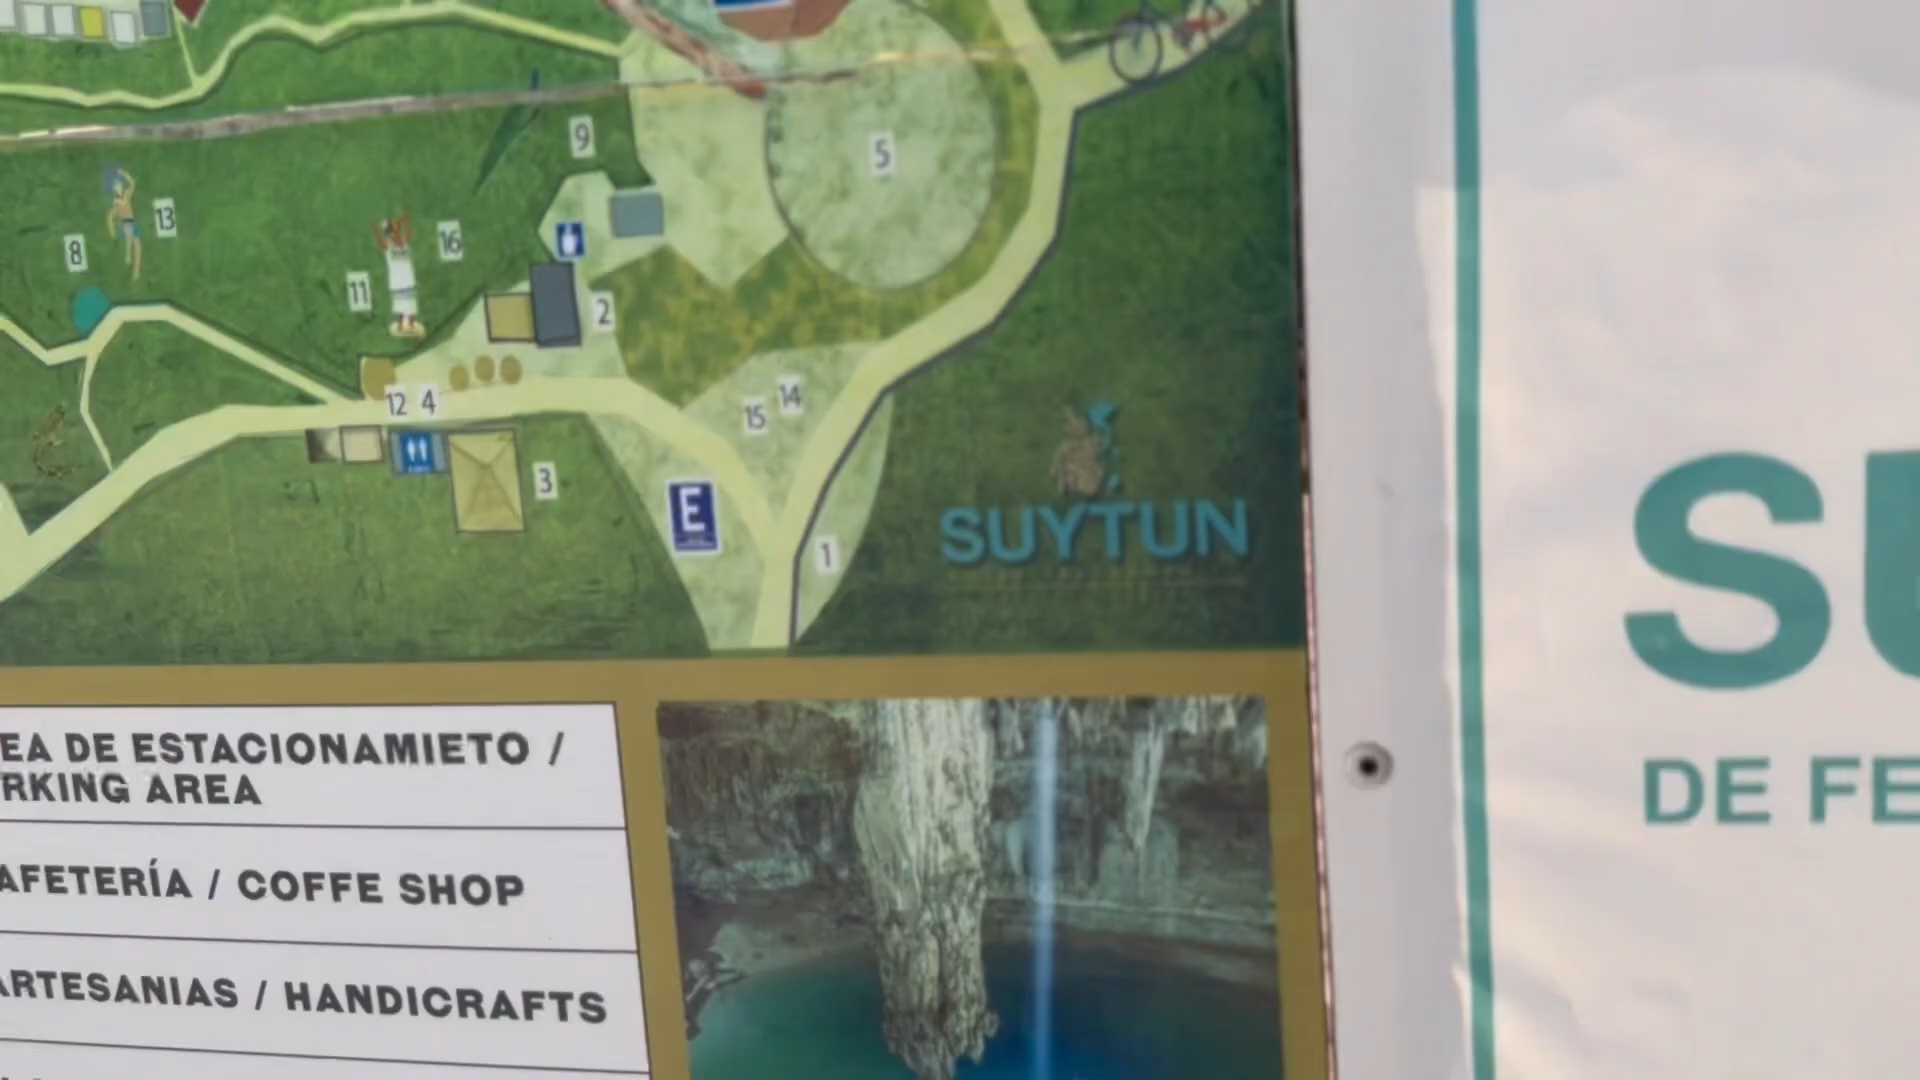 9
5
13
8
16
11
2
12 4
14
15
3
E
1
SUYTUN
EA DE ESTACIONAMIETO /
RKING AREA
AFETERÍA / COFFE SHOP
ARTESANIAS / HANDICRAFTS
SU
DE FE